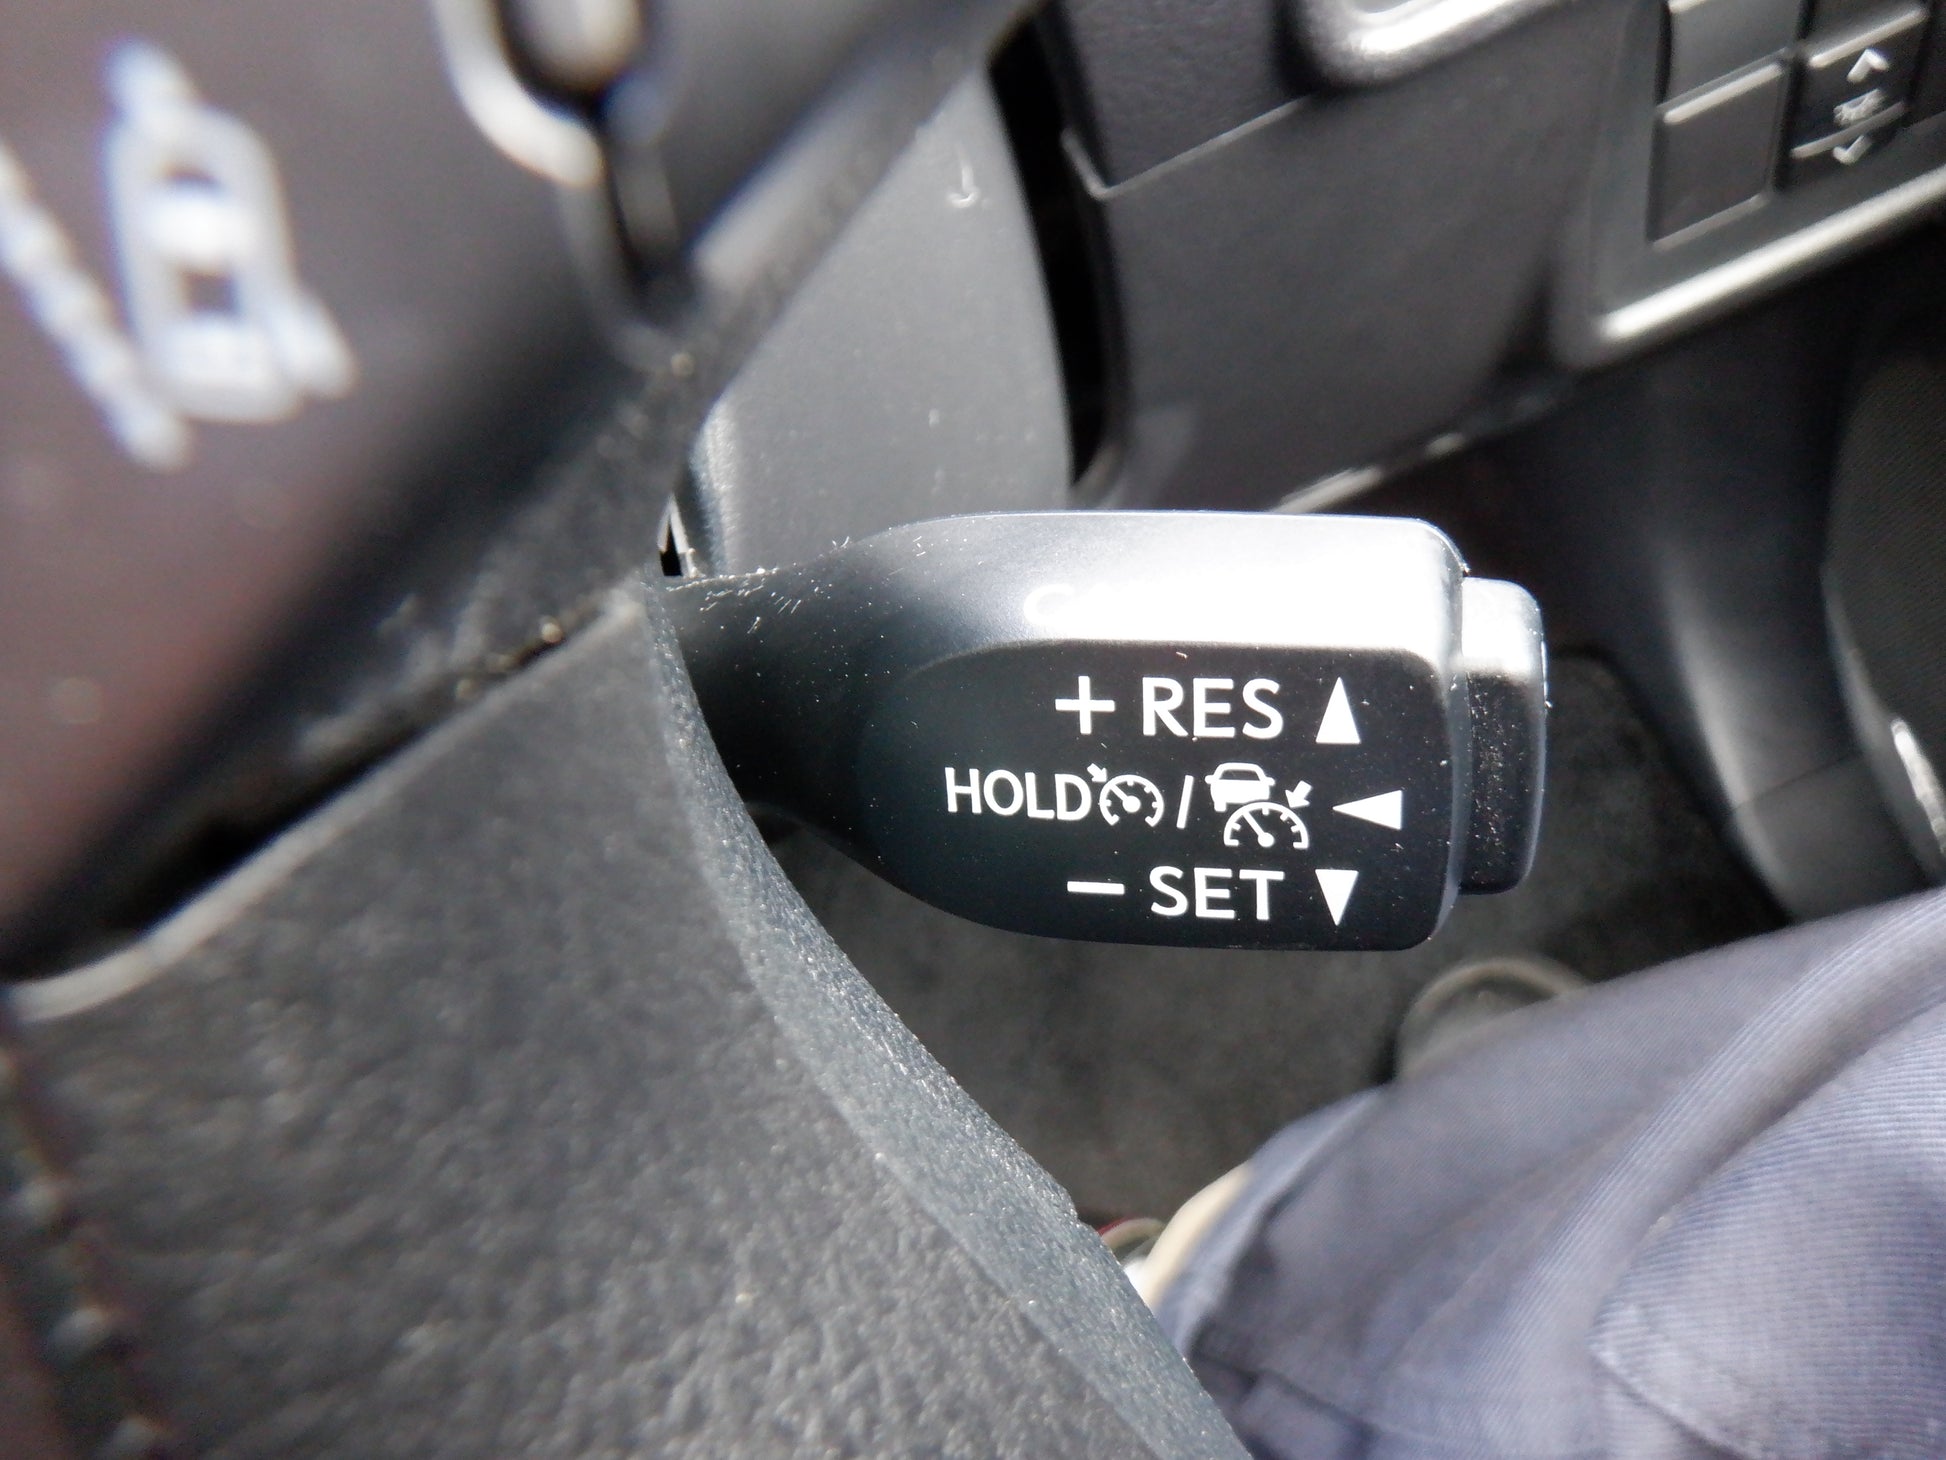 + RES ▲
HOLD / ◀
− SET ▼